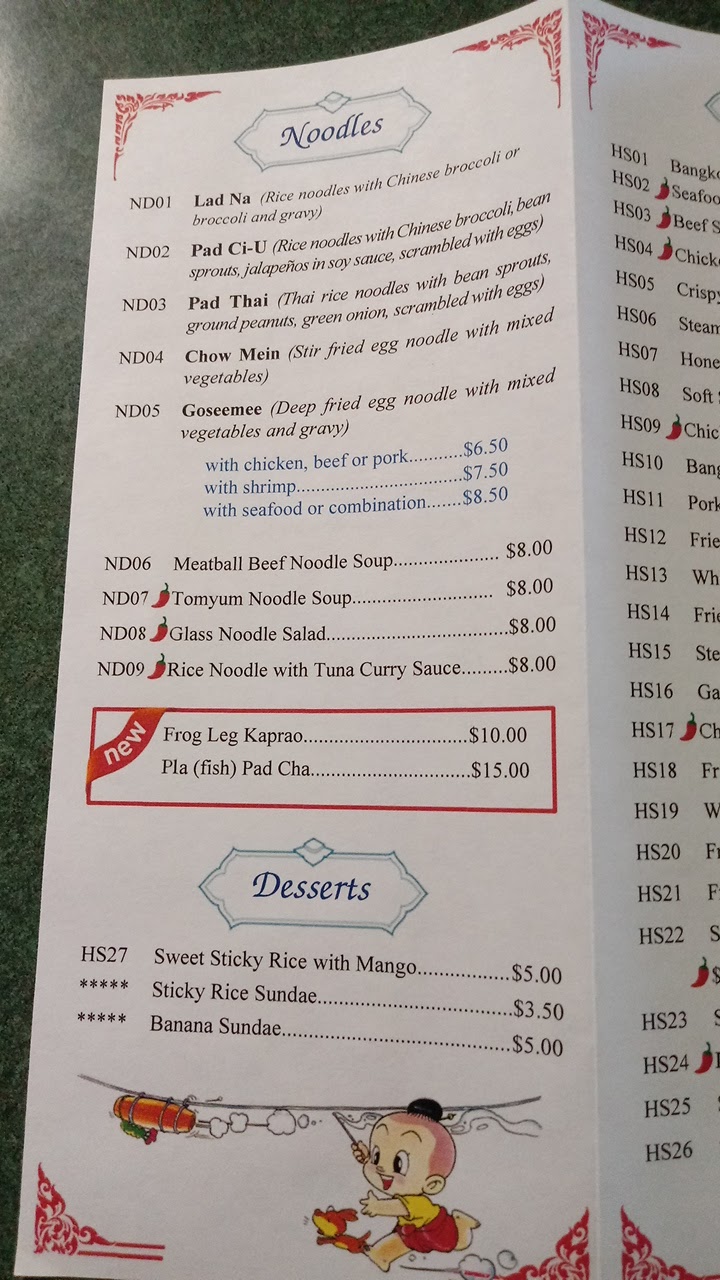 Noodles
ND01 Lad Na (Rice noodles with Chinese broccoli or
broccoli and gravy)
ND02 Pad Ci-U (Rice noodles with Chinese broccoli, bean
sprouts, jalapeños in soy sauce, scrambled with eggs)
ND03 Pad Thai (Thai rice noodles with bean sprouts,
ground peanuts, green onion, scrambled with eggs)
ND04 Chow Mein (Stir fried egg noodle with mixed
vegetables)
ND05 Goseemee (Deep fried egg noodle with mixed
vegetables and gravy)
with chicken, beef or pork..........$6.50
with shrimp..............................$7.50
with seafood or combination.......$8.50
ND06 Meatball Beef Noodle Soup..................... $8.00
ND07 Tomyum Noodle Soup............................ $8.00
ND08 Glass Noodle Salad....................................$8.00
ND09 Rice Noodle with Tuna Curry Sauce.........$8.00
new
Frog Leg Kaprao.................................$10.00
Pla (fish) Pad Cha................................$15.00
Desserts
HS27 Sweet Sticky Rice with Mango.................$5.00
***** Sticky Rice Sundae.....................................$3.50
***** Banana Sundae...........................................$5.00
HS01
HS02
HS03 Beef
HS04
HS05
HS06
HS07
HS08 Soft
HS09
HS10
HS11 Pork
HS12
HS13
HS14
HS15
HS16
HS17
HS18
HS19
HS20
HS21
HS22
HS23
HS24
HS25
HS26